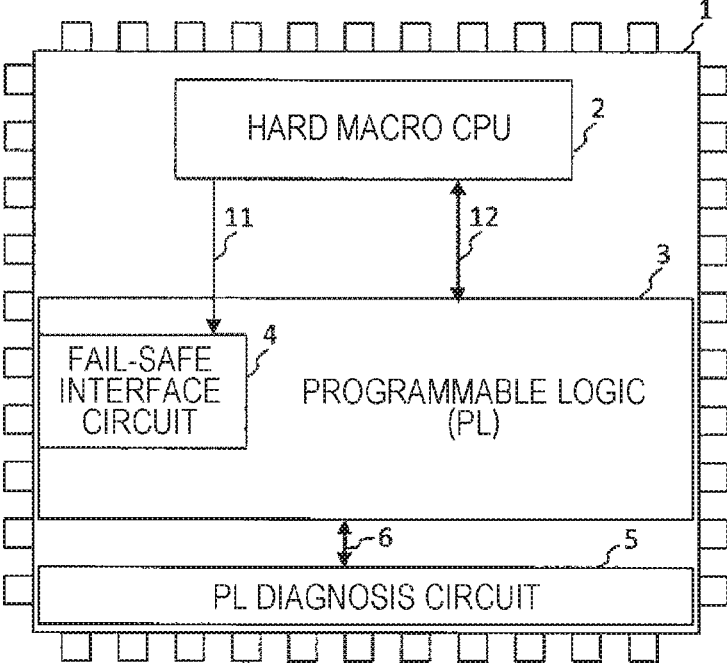 1
HARD MACRO CPU
2
11
12
3
4
FAIL-SAFE
INTERFACE
CIRCUIT
PROGRAMMABLE LOGIC
(PL)
6
5
PL DIAGNOSIS CIRCUIT